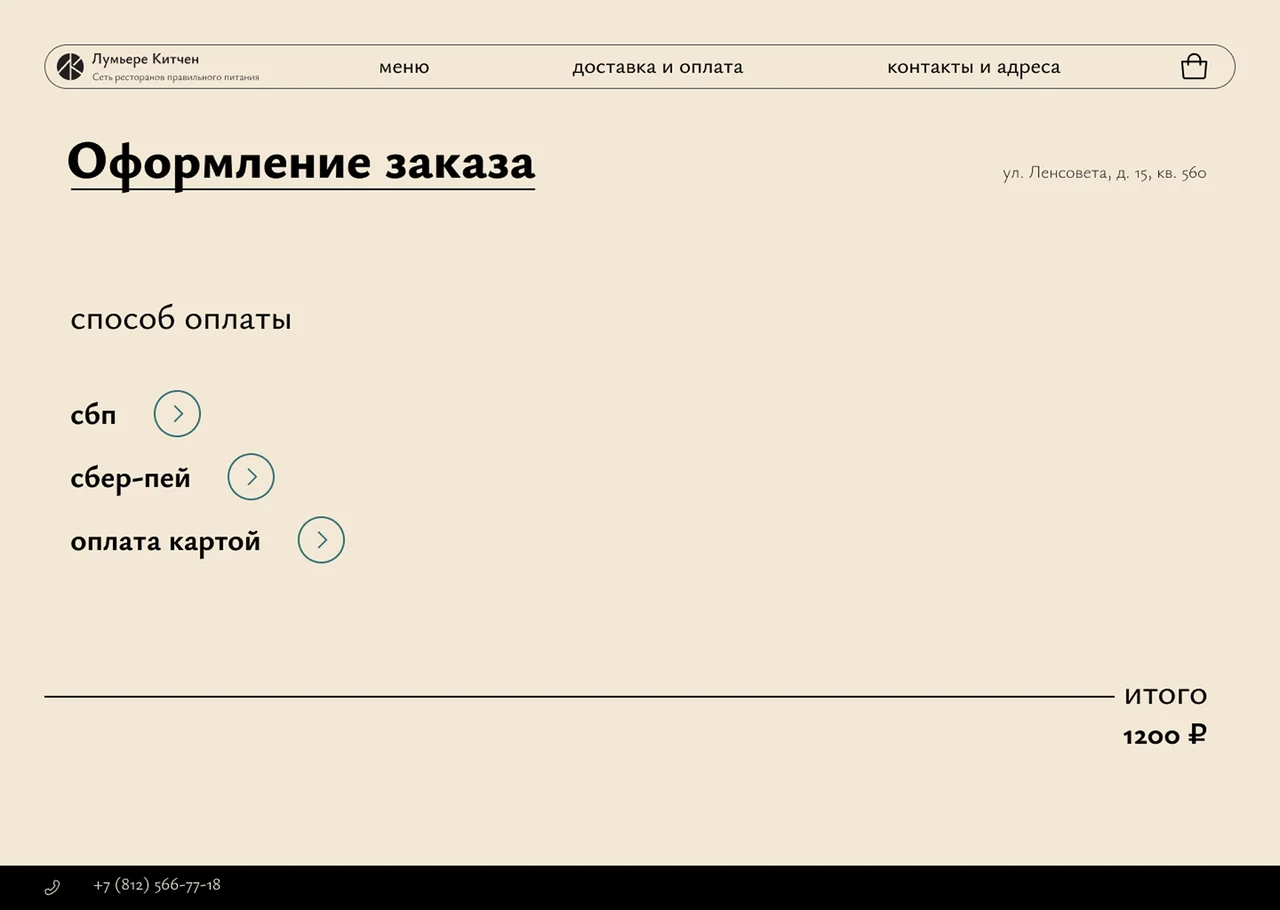 Лумьере Китчен
Сеть ресторанов правильного питания
меню
доставка и оплата
контакты и адреса
Оформление заказа
ул. Ленсовета, д. 15, кв. 560
способ оплаты
сбп
сбер-пей
оплата картой
ИТОГО
1200 ₽
+7 (812) 566-77-18